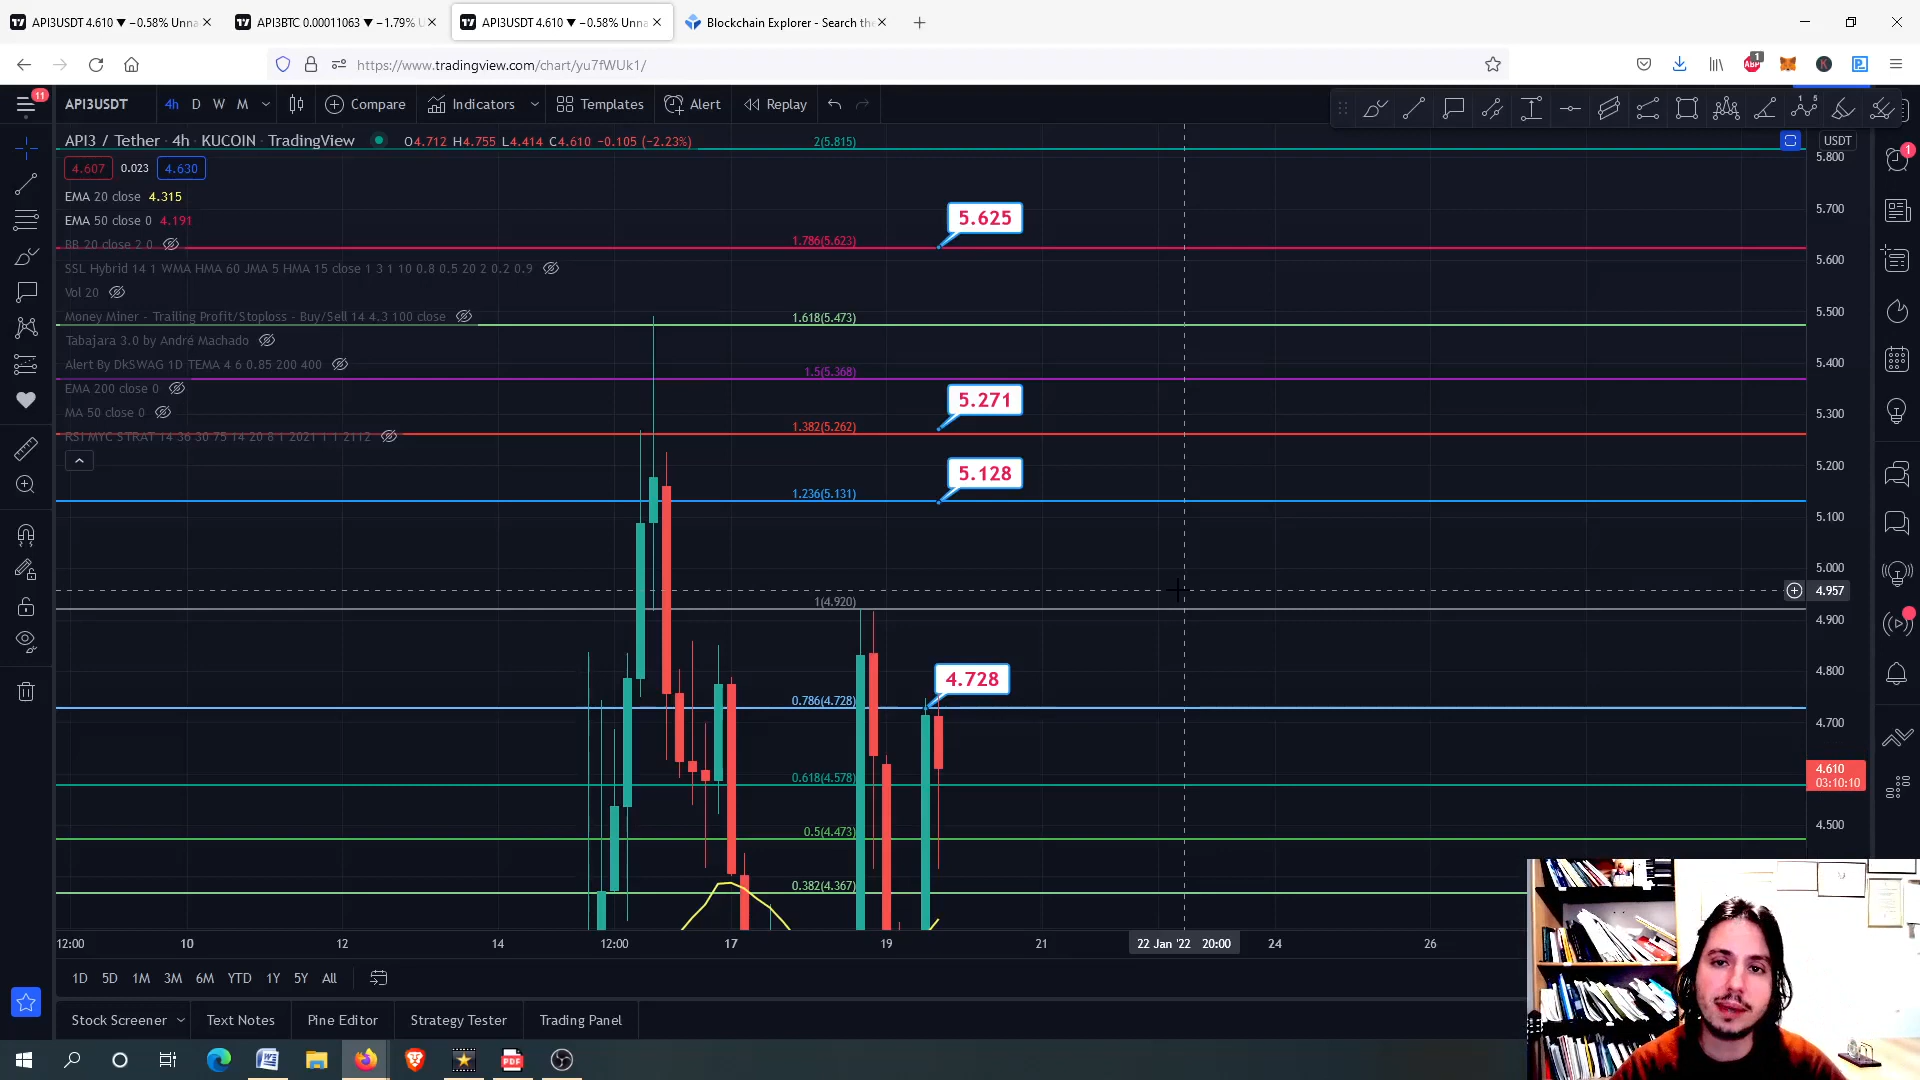 API3USDT 4.610 ▼ −0.58% Unna
API3BTC 0.00011063 ▼ −1.79% U
API3USDT 4.610 ▼ −0.58% Unna
Blockchain Explorer - Search the
https://www.tradingview.com/chart/yu7fWUk1/
1
ABP
11
API3USDT
4h
D
W
M
Compare
Indicators
Templates
Alert
Replay
API3 / Tether · 4h · KUCOIN · TradingView
O4.712 H4.755 L4.414 C4.610 −0.105 (−2.23%)
4.607
0.023
4.630
EMA 20 close 4.315
EMA 50 close 0 4.191
BB 20 close 2 0
SSL Hybrid 14 1 WMA HMA 60 JMA 5 HMA 15 close 1 3 1 10 0.8 0.5 20 2 0.2 0.9
Vol 20
Money Miner - Trailing Profit/Stoploss - Buy/Sell 14 4.3 100 close
Tabajara 3.0 by André Machado
Alert By DkSWAG 1D TEMA 4 6 0.85 200 400
EMA 200 close 0
MA 50 close 0
RSI MYC STRAT 14 36 30 75 14 20 8 1 2021 1 1 2112
2(5.815)
1.786(5.623)
1.618(5.473)
1.5(5.368)
1.382(5.262)
1.236(5.131)
1(4.920)
0.786(4.728)
0.618(4.578)
0.5(4.473)
0.382(4.367)
5.625
5.271
5.128
4.728
USDT
5.800
5.700
5.600
5.500
5.400
5.300
5.200
5.100
5.000
4.957
4.900
4.800
4.700
4.610
03:10:10
4.500
1
12:00
10
12
14
12:00
17
19
21
22 Jan '22 20:00
24
26
1D
5D
1M
3M
6M
YTD
1Y
5Y
All
Stock Screener
Text Notes
Pine Editor
Strategy Tester
Trading Panel